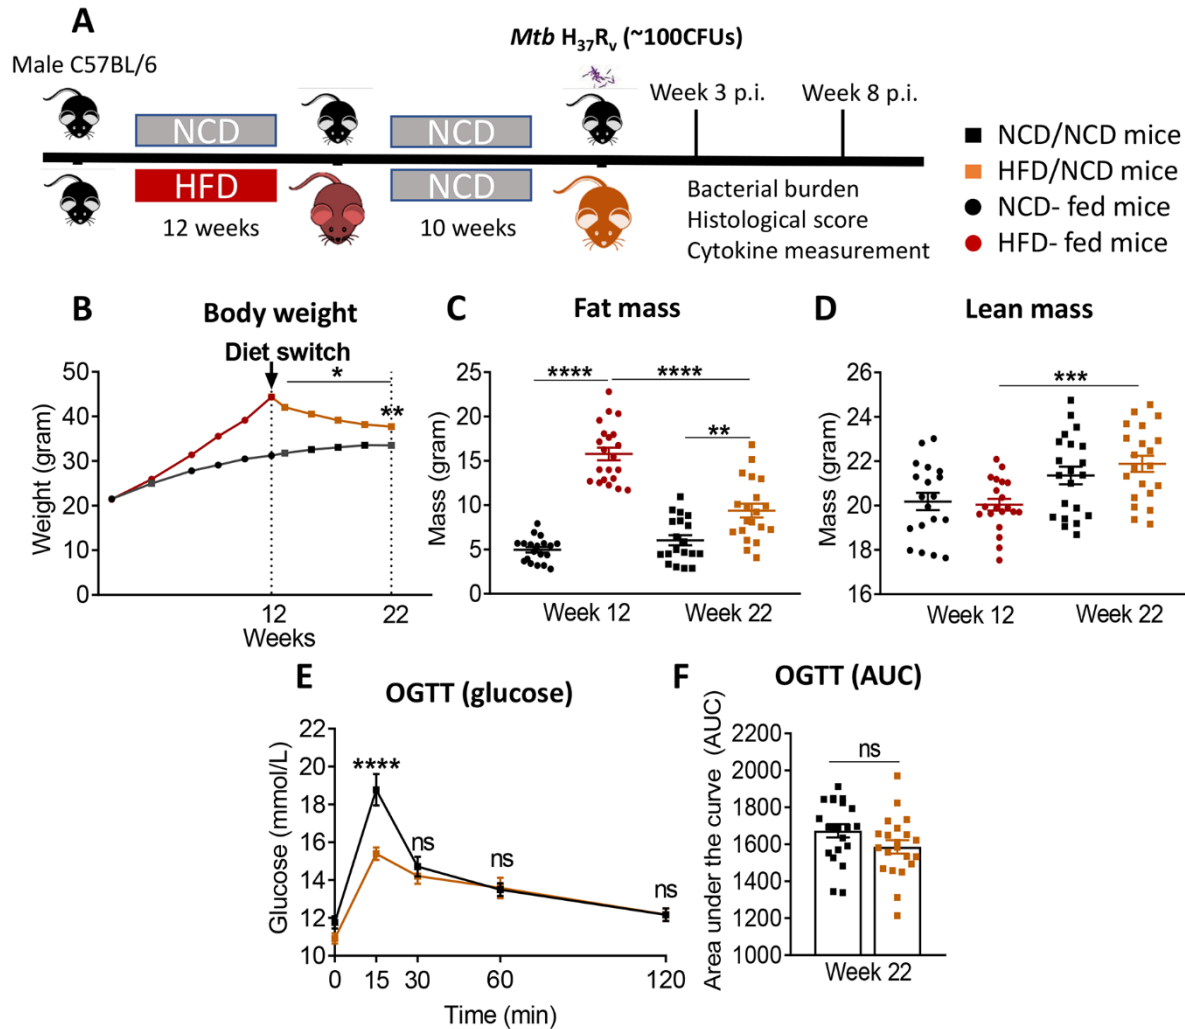 A
Mtb H37Rv (~100CFUs)
Male C57BL/6
Week 3 p.i.
Week 8 p.i.
NCD
NCD
HFD
NCD
12 weeks
10 weeks
Bacterial burden
Histological score
Cytokine measurement
NCD/NCD mice
HFD/NCD mice
NCD- fed mice
HFD- fed mice
B
Body weight
Diet switch
*
**
50
40
30
20
10
0
Weight (gram)
12
22
Weeks
C
Fat mass
****
****
**
25
20
15
10
5
0
Mass (gram)
Week 12
Week 22
D
Lean mass
***
26
24
22
20
18
16
Mass (gram)
Week 12
Week 22
E
OGTT (glucose)
****
ns
ns
ns
22
20
18
16
14
12
10
Glucose (mmol/L)
0
15
30
60
120
Time (min)
F
OGTT (AUC)
ns
2200
2000
1800
1600
1400
1200
1000
Area under the curve (AUC)
Week 22